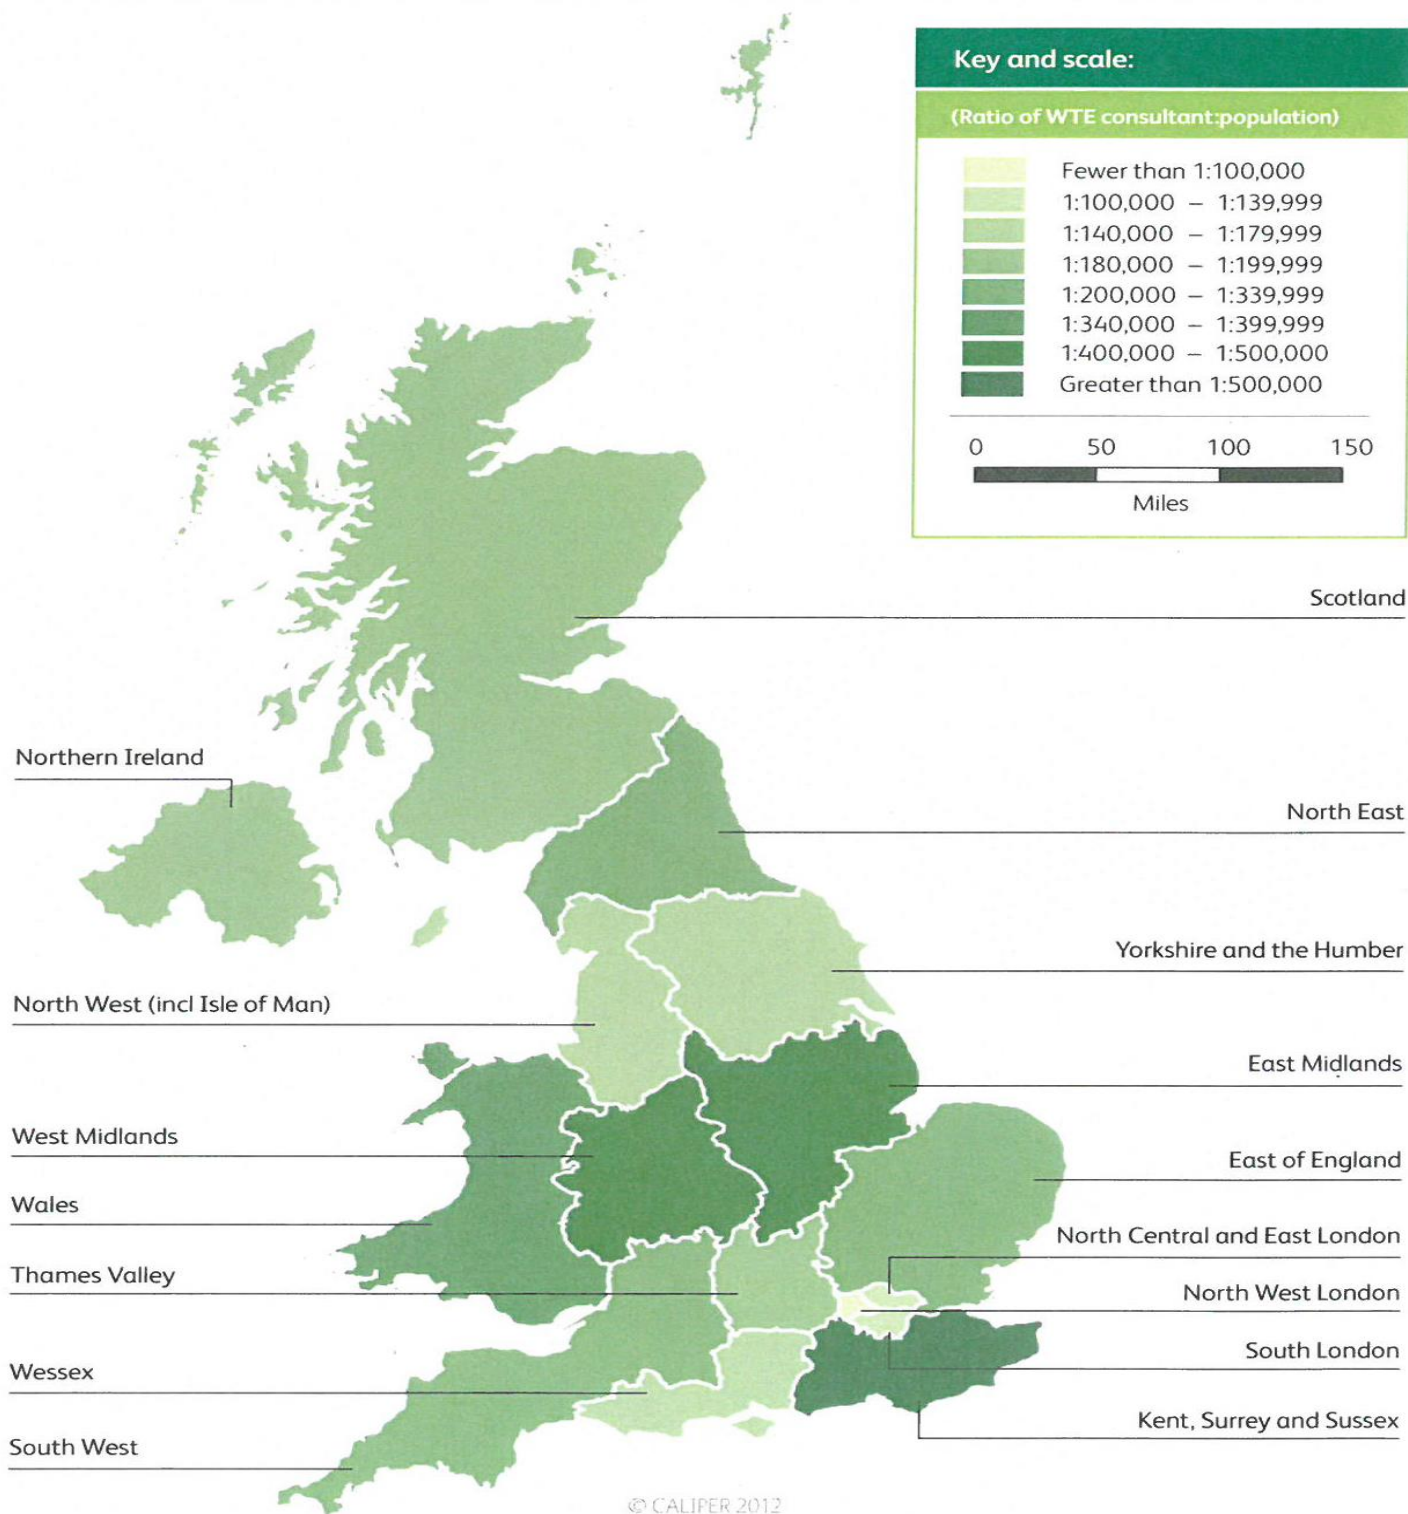 Key and scale:
(Ratio of WTE consultant:population)
Fewer than 1:100,000
1:100,000 – 1:139,999
1:140,000 – 1:179,999
1:180,000 – 1:199,999
1:200,000 – 1:339,999
1:340,000 – 1:399,999
1:400,000 – 1:500,000
Greater than 1:500,000
0 50 100 150
Miles
Scotland
Northern Ireland
North East
Yorkshire and the Humber
North West (incl Isle of Man)
East Midlands
West Midlands
East of England
Wales
North Central and East London
Thames Valley
North West London
South London
Wessex
Kent, Surrey and Sussex
South West
© CALIPER 2012